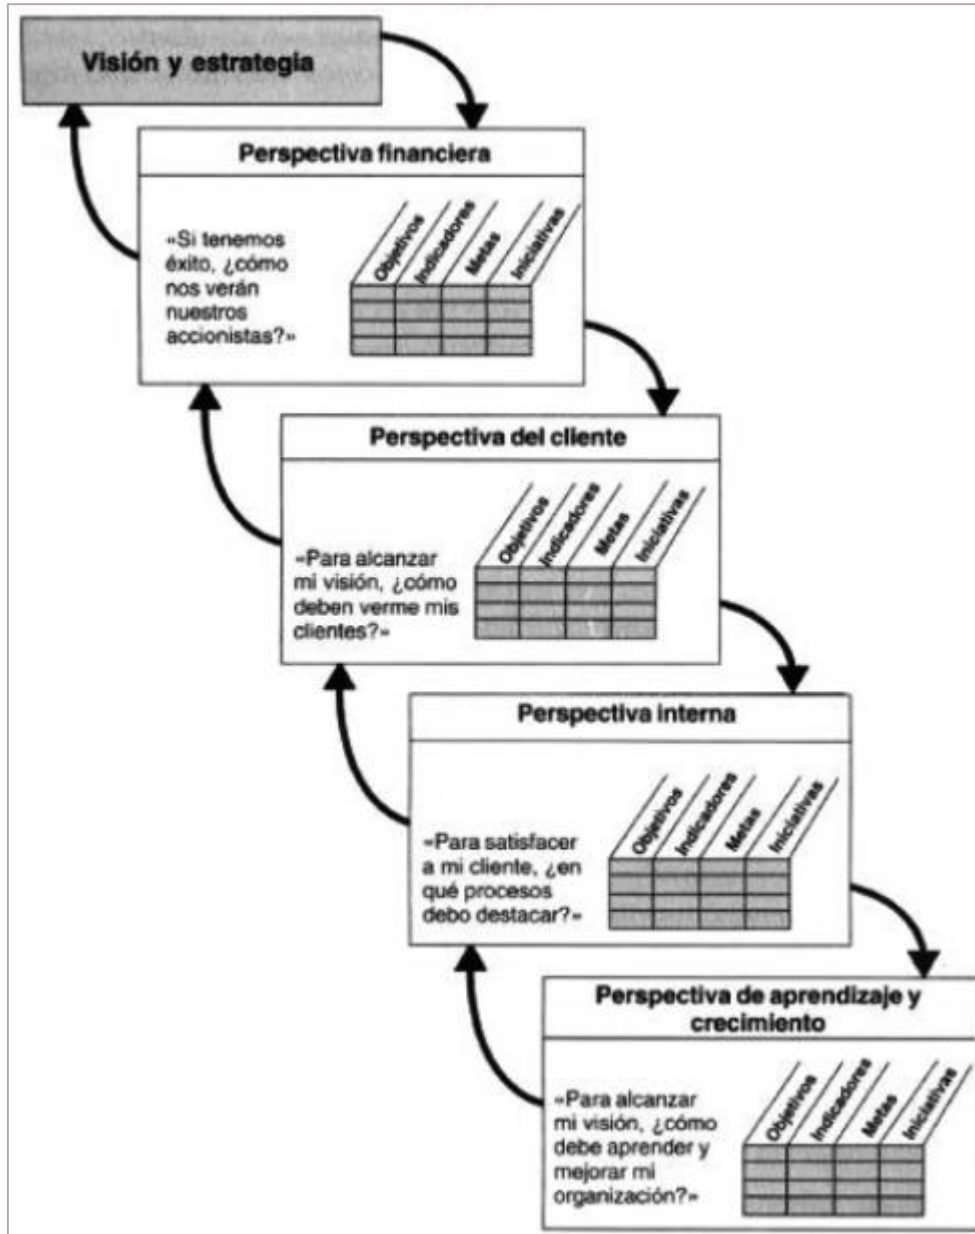 Visión y estrategia
Perspectiva financiera
«Si tenemos
éxito, ¿cómo
nos verán
nuestros
accionistas?»
Objetivos
Indicadores
Metas
Iniciativas
Perspectiva del cliente
«Para alcanzar
mi visión, ¿cómo
deben verme mis
clientes?»
Objetivos
Indicadores
Metas
Iniciativas
Perspectiva interna
«Para satisfacer
a mi cliente, ¿en
qué procesos
debo destacar?»
Objetivos
Indicadores
Metas
Iniciativas
Perspectiva de aprendizaje y
crecimiento
«Para alcanzar
mi visión, ¿cómo
debe aprender y
mejorar mi
organización?»
Objetivos
Indicadores
Metas
Iniciativas